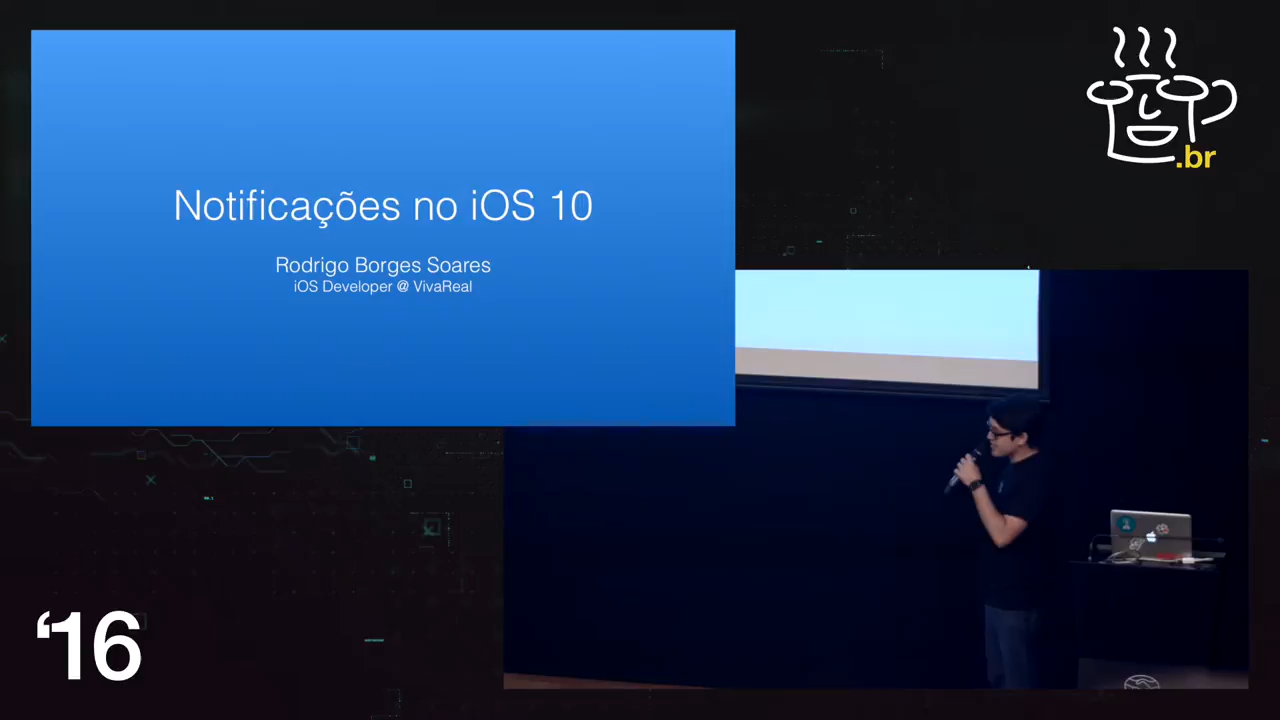 Notificações no iOS 10
Rodrigo Borges Soares
iOS Developer @ VivaReal
.br
‘16